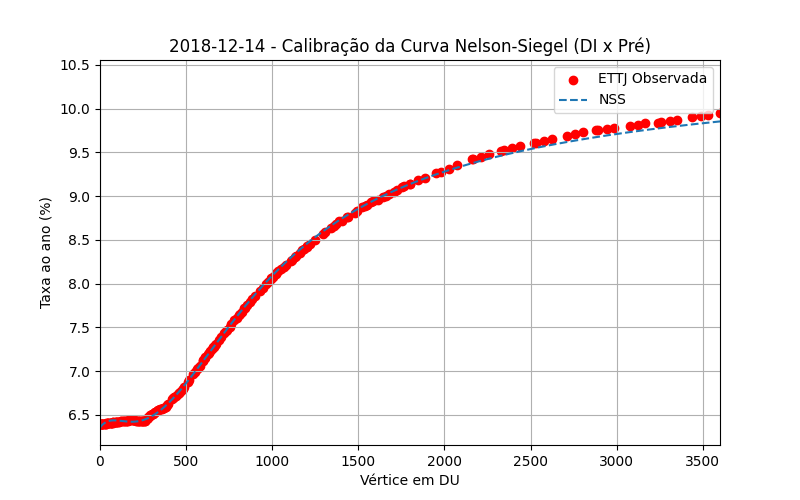 2018-12-14 - Calibração da Curva Nelson-Siegel (DI x Pré)
10.5
10.0
9.5
9.0
8.5
8.0
7.5
7.0
6.5
Taxa ao ano (%)
ETTJ Observada
NSS
0 500 1000 1500 2000 2500 3000 3500
Vértice em DU